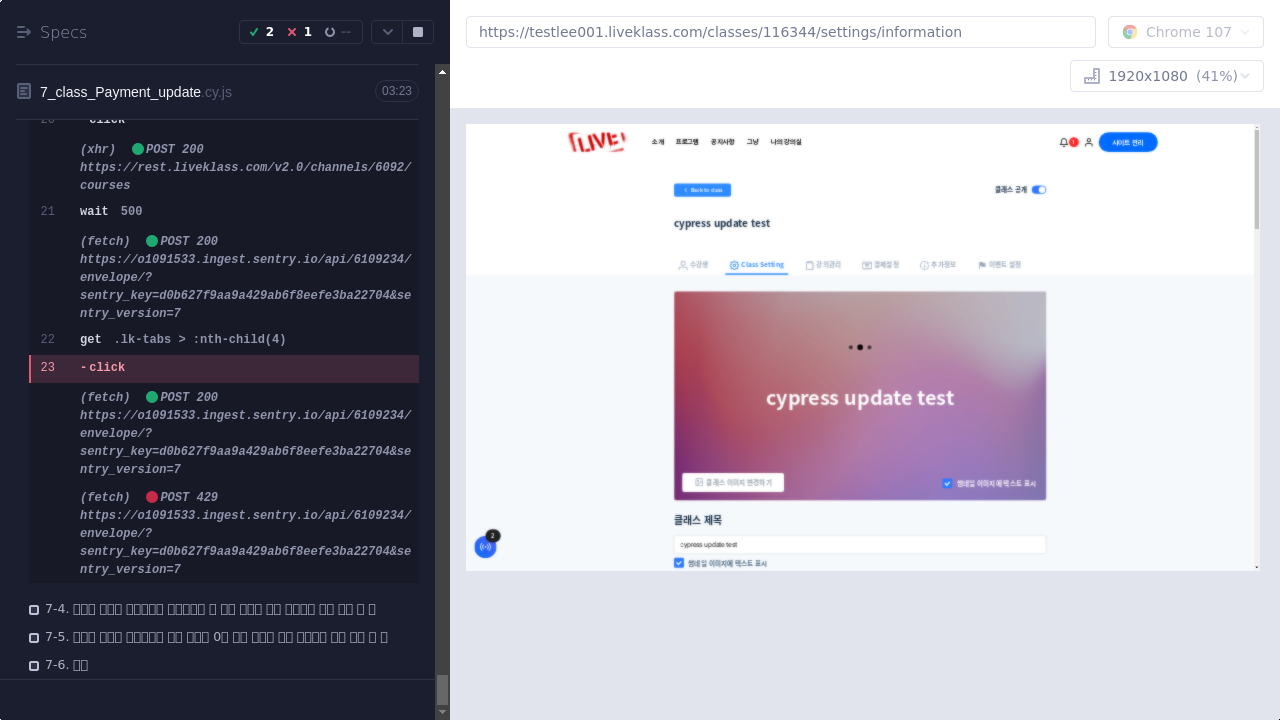 Specs
2
1
--
7_class_Payment_update.cy.js
03:23
20 click
(xhr) POST 200
https://rest.liveklass.com/v2.0/channels/6092/
courses
21 wait 500
(fetch) POST 200
https://o1091533.ingest.sentry.io/api/6109234/
envelope/?
sentry_key=d0b627f9aa9a429ab6f8eefe3ba22704&se
ntry_version=7
22 get .lk-tabs > :nth-child(4)
23 -click
(fetch) POST 200
https://o1091533.ingest.sentry.io/api/6109234/
envelope/?
sentry_key=d0b627f9aa9a429ab6f8eefe3ba22704&se
ntry_version=7
(fetch) POST 429
https://o1091533.ingest.sentry.io/api/6109234/
envelope/?
sentry_key=d0b627f9aa9a429ab6f8eefe3ba22704&se
ntry_version=7
7-4.
7-5. 0
7-6.
https://testlee001.liveklass.com/classes/116344/settings/information
Chrome 107
1920x1080 (41%)
LIVE!
소개 프로그램 공지사항 그냥 나의 강의실
사이트 관리
Back to class
클래스 공개
cypress update test
수강생 Class Setting 강의관리 결제설정 추가정보 이벤트 설정
cypress update test
클래스 이미지 변경하기
썸네일 이미지에 텍스트 표시
클래스 제목
cypress update test
썸네일 이미지에 텍스트 표시
2